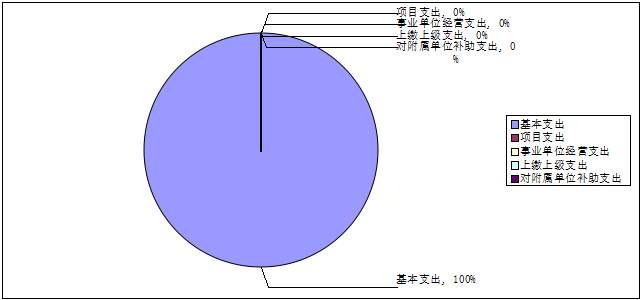 项目支出, 0%
事业单位经营支出, 0%
上缴上级支出, 0%
对附属单位补助支出, 0
%
基本支出
项目支出
事业单位经营支出
上缴上级支出
对附属单位补助支出
基本支出, 100%